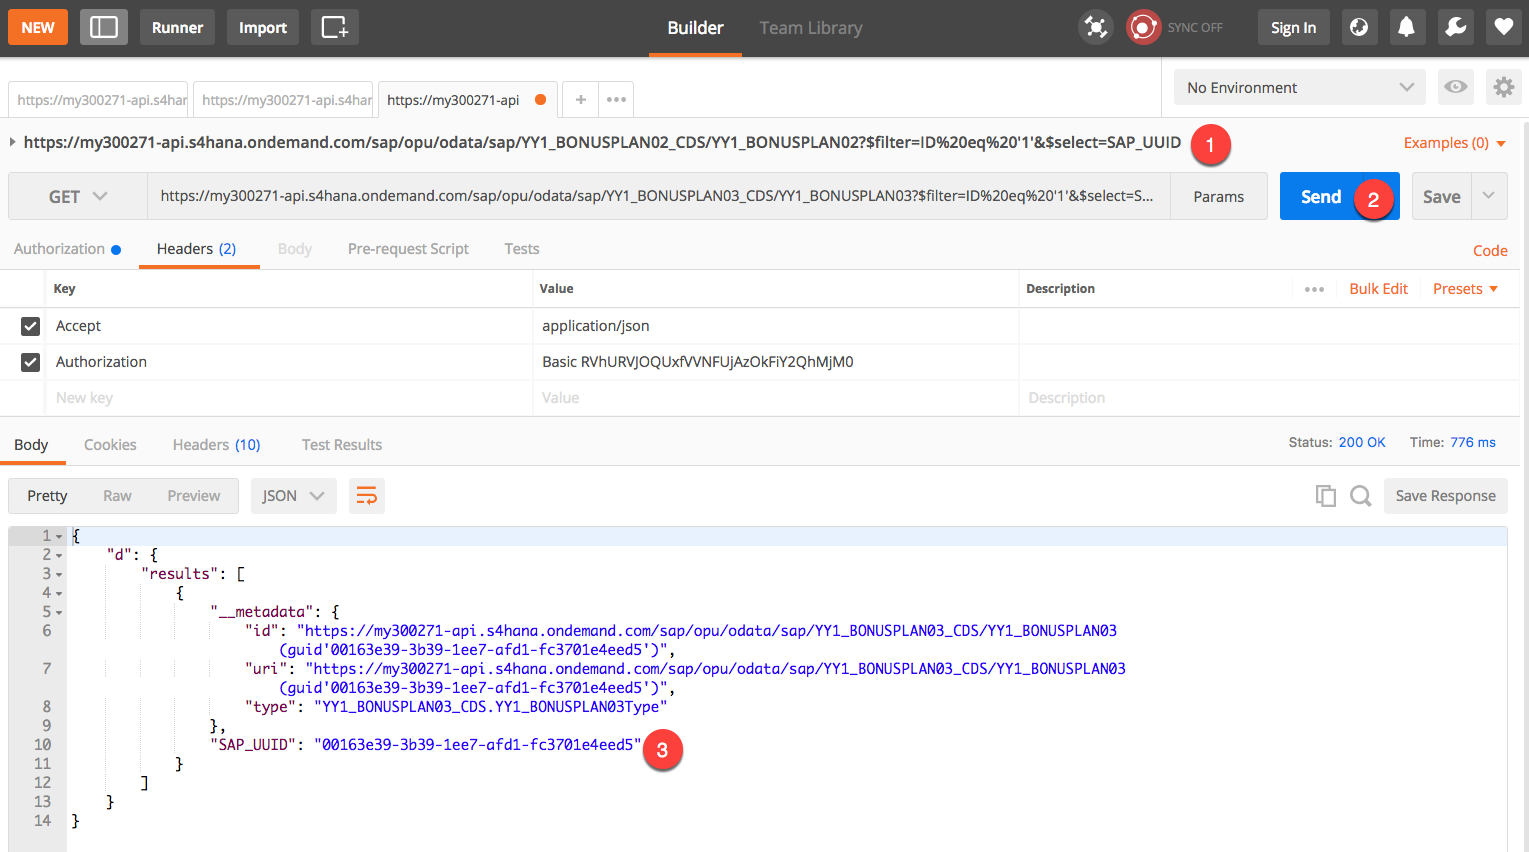 NEW Runner Import Builder Team Library SYNC OFF Sign In
https://my300271-api.s4har https://my300271-api.s4har https://my300271-api + ••• No Environment
https://my300271-api.s4hana.ondemand.com/sap/opu/odata/sap/YY1_BONUSPLAN02_CDS/YY1_BONUSPLAN02?$filter=ID%20eq%20'1'&$select=SAP_UUID 1 Examples (0)
GET https://my300271-api.s4hana.ondemand.com/sap/opu/odata/sap/YY1_BONUSPLAN03_CDS/YY1_BONUSPLAN03?$filter=ID%20eq%20'1'&$select=S... Params Send 2 Save
Authorization Headers (2) Body Pre-request Script Tests Code
Key Value Description ••• Bulk Edit Presets
Accept application/json
Authorization Basic RVhURVJOQUxfVVNFUjAzOkFiY2QhMjM0
New key Value Description
Body Cookies Headers (10) Test Results Status: 200 OK Time: 776 ms
Pretty Raw Preview JSON Save Response
1 {
2 "d": {
3 "results": [
4 {
5 "__metadata": {
6 "id": "https://my300271-api.s4hana.ondemand.com/sap/opu/odata/sap/YY1_BONUSPLAN03_CDS/YY1_BONUSPLAN03
(guid'00163e39-3b39-1ee7-afd1-fc3701e4eed5')",
7 "uri": "https://my300271-api.s4hana.ondemand.com/sap/opu/odata/sap/YY1_BONUSPLAN03_CDS/YY1_BONUSPLAN03
(guid'00163e39-3b39-1ee7-afd1-fc3701e4eed5')",
8 "type": "YY1_BONUSPLAN03_CDS.YY1_BONUSPLAN03Type"
9 },
10 "SAP_UUID": "00163e39-3b39-1ee7-afd1-fc3701e4eed5" 3
11 }
12 ]
13 }
14 }